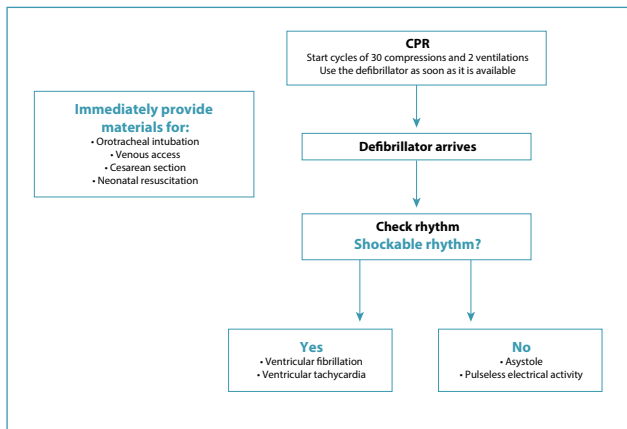 CPR
Start cycles of 30 compressions and 2 ventilations
Use the defibrillator as soon as it is available
Immediately provide
materials for:
• Orotracheal intubation
• Venous access
• Cesarean section
• Neonatal resuscitation
Defibrillator arrives
Check rhythm
Shockable rhythm?
Yes
• Ventricular fibrillation
• Ventricular tachycardia
No
• Asystole
• Pulseless electrical activity